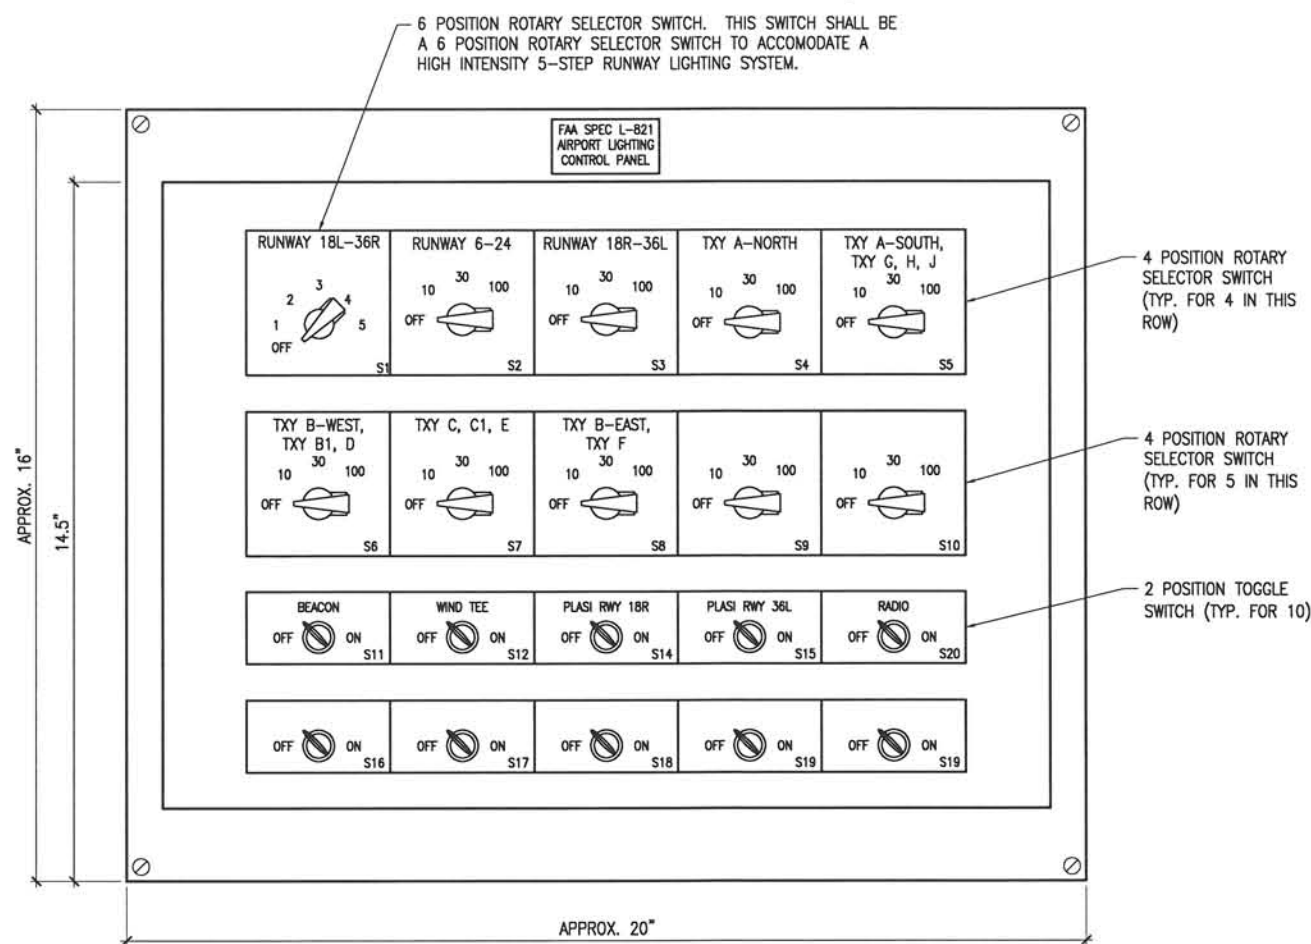 6 POSITION ROTARY SELECTOR SWITCH. THIS SWITCH SHALL BE
A 6 POSITION ROTARY SELECTOR SWITCH TO ACCOMODATE A
HIGH INTENSITY 5-STEP RUNWAY LIGHTING SYSTEM.
FAA SPEC L-821
AIRPORT LIGHTING
CONTROL PANEL
RUNWAY 18L-36R
OFF 1 2 3 4 5
S1
RUNWAY 6-24
OFF 10 30 100
S2
RUNWAY 18R-36L
OFF 10 30 100
S3
TXY A-NORTH
OFF 10 30 100
S4
TXY A-SOUTH,
TXY G, H, J
OFF 10 30 100
S5
4 POSITION ROTARY
SELECTOR SWITCH
(TYP. FOR 4 IN THIS
ROW)
TXY B-WEST,
TXY B1, D
OFF 10 30 100
S6
TXY C, C1, E
OFF 10 30 100
S7
TXY B-EAST,
TXY F
OFF 10 30 100
S8
OFF 10 30 100
S9
OFF 10 30 100
S10
4 POSITION ROTARY
SELECTOR SWITCH
(TYP. FOR 5 IN THIS
ROW)
BEACON
OFF ON
S11
WIND TEE
OFF ON
S12
PLASI RWY 18R
OFF ON
S14
PLASI RWY 36L
OFF ON
S15
RADIO
OFF ON
S20
2 POSITION TOGGLE
SWITCH (TYP. FOR 10)
OFF ON
S16
OFF ON
S17
OFF ON
S18
OFF ON
S19
OFF ON
S19
APPROX. 16"
14.5"
APPROX. 20"